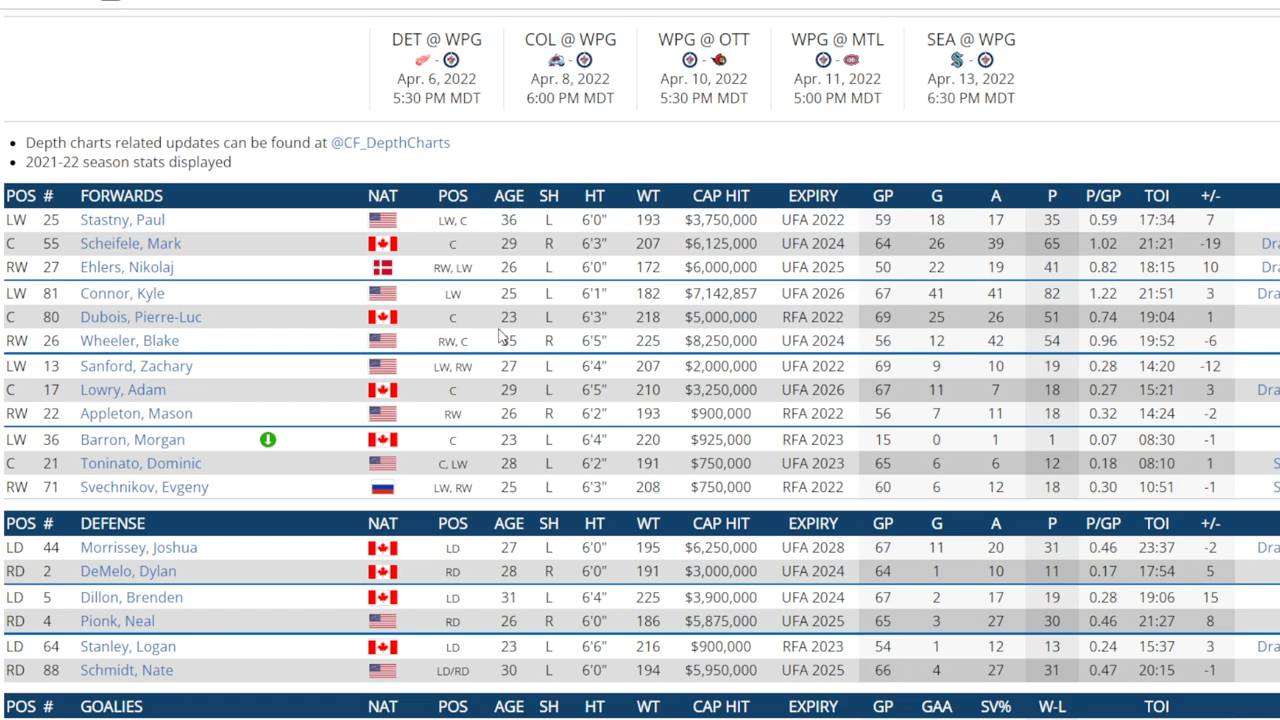 DET @ WPG COL @ WPG WPG @ OTT WPG @ MTL SEA @ WPG
Apr. 6, 2022 Apr. 8, 2022 Apr. 10, 2022 Apr. 11, 2022 Apr. 13, 2022
5:30 PM MDT 6:00 PM MDT 5:30 PM MDT 5:00 PM MDT 6:30 PM MDT
• Depth charts related updates can be found at @CF_DepthCharts
• 2021-22 season stats displayed
POS # FORWARDS NAT POS AGE SH HT WT CAP HIT EXPIRY GP G A P P/GP TOI +/-
LW 25 Stastny, Paul LW, C 36 L 6'0" 193 $3,750,000 UFA 2022 59 18 17 35 0.59 17:34 7
C 55 Scheifele, Mark C 29 R 6'3" 207 $6,125,000 UFA 2024 64 26 39 65 1.02 21:21 -19 Dra
RW 27 Ehlers, Nikolaj RW, LW 26 L 6'0" 172 $6,000,000 UFA 2025 50 22 19 41 0.82 18:15 10 Dra
LW 81 Connor, Kyle LW 25 L 6'1" 182 $7,142,857 UFA 2026 67 41 41 82 1.22 21:51 3 Dra
C 80 Dubois, Pierre-Luc C 23 L 6'3" 218 $5,000,000 RFA 2022 69 25 26 51 0.74 19:04 1
RW 26 Wheeler, Blake RW, C 35 R 6'5" 225 $8,250,000 UFA 2024 56 12 42 54 0.96 19:52 -6
LW 13 Sanford, Zachary LW, RW 27 L 6'4" 207 $2,000,000 UFA 2022 69 9 10 19 0.28 14:20 -12
C 17 Lowry, Adam C 29 L 6'5" 210 $3,250,000 UFA 2026 67 11 7 18 0.27 15:21 3 Dra
RW 22 Appleton, Mason RW 26 R 6'2" 193 $900,000 RFA 2022 56 7 11 18 0.32 14:24 -2
LW 36 Barron, Morgan C 23 L 6'4" 220 $925,000 RFA 2023 15 0 1 1 0.07 08:30 -1
C 21 Toninato, Dominic C, LW 28 L 6'2" 191 $750,000 UFA 2023 65 6 6 12 0.18 08:10 1 S
RW 71 Svechnikov, Evgeny LW, RW 25 L 6'3" 208 $750,000 RFA 2022 60 6 12 18 0.30 10:51 -1 S
POS # DEFENSE NAT POS AGE SH HT WT CAP HIT EXPIRY GP G A P P/GP TOI +/-
LD 44 Morrissey, Joshua LD 27 L 6'0" 195 $6,250,000 UFA 2028 67 11 20 31 0.46 23:37 -2 Dra
RD 2 DeMelo, Dylan RD 28 R 6'0" 191 $3,000,000 UFA 2024 64 1 10 11 0.17 17:54 5
LD 5 Dillon, Brenden LD 31 L 6'4" 225 $3,900,000 UFA 2024 67 2 17 19 0.28 19:06 15
RD 4 Pionk, Neal RD 26 R 6'0" 186 $5,875,000 UFA 2025 65 3 27 30 0.46 21:27 8
LD 64 Stanley, Logan LD 23 L 6'6" 216 $900,000 RFA 2023 54 1 12 13 0.24 15:37 3 Dra
RD 88 Schmidt, Nate LD/RD 30 L 6'0" 194 $5,950,000 UFA 2025 66 4 27 31 0.47 20:15 -1
POS # GOALIES NAT POS AGE SH HT WT CAP HIT EXPIRY GP GAA SV% W-L TOI